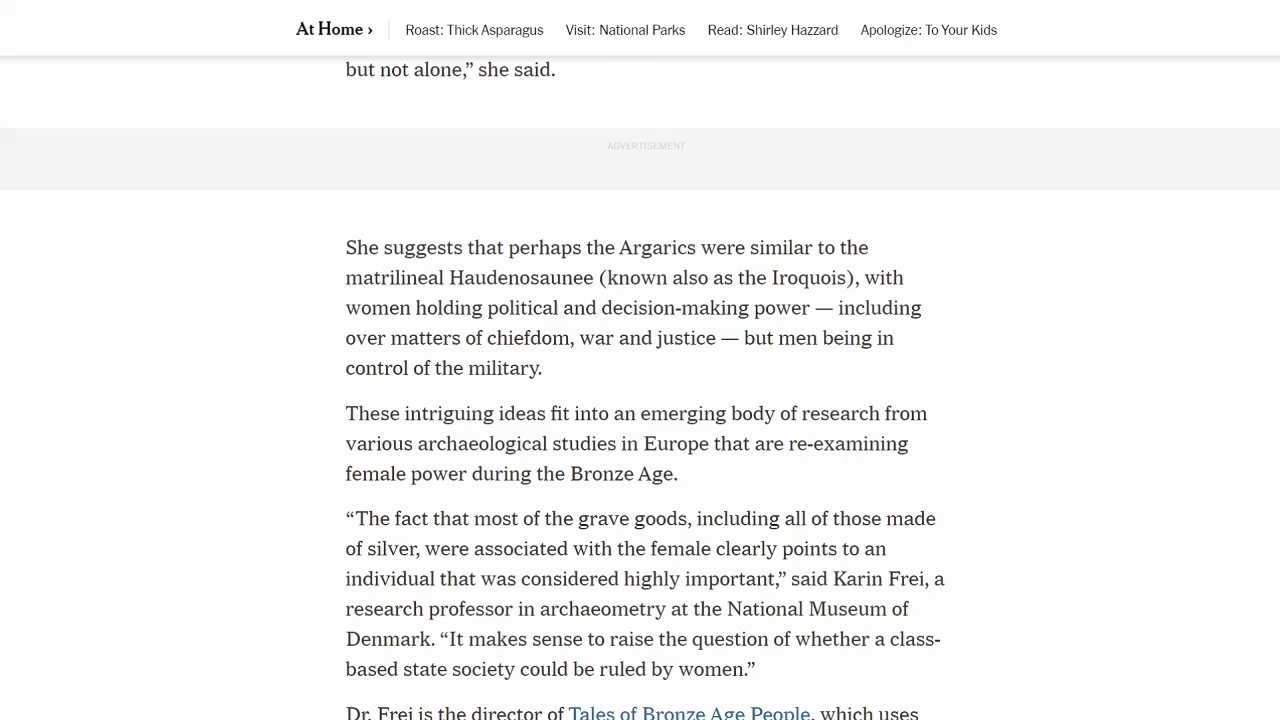 At Home › Roast: Thick Asparagus Visit: National Parks Read: Shirley Hazzard Apologize: To Your Kids
but not alone,” she said.
ADVERTISEMENT
She suggests that perhaps the Argarics were similar to the
matrilineal Haudenosaunee (known also as the Iroquois), with
women holding political and decision-making power — including
over matters of chiefdom, war and justice — but men being in
control of the military.
These intriguing ideas fit into an emerging body of research from
various archaeological studies in Europe that are re-examining
female power during the Bronze Age.
“The fact that most of the grave goods, including all of those made
of silver, were associated with the female clearly points to an
individual that was considered highly important,” said Karin Frei, a
research professor in archaeometry at the National Museum of
Denmark. “It makes sense to raise the question of whether a class-
based state society could be ruled by women.”
Dr. Frei is the director of Tales of Bronze Age People, which uses